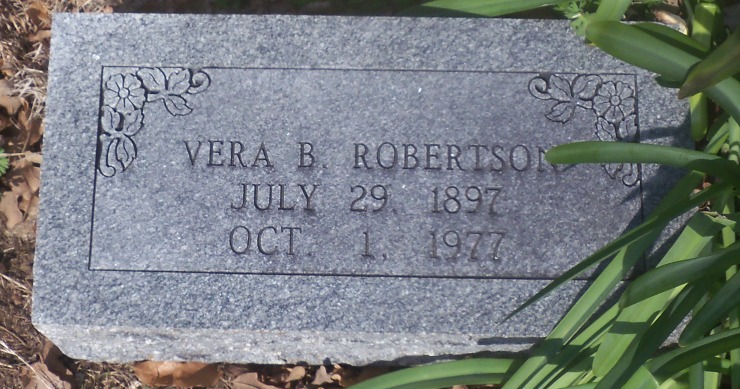 VERA B. ROBERTSON
JULY 29, 1897
OCT. 1, 1977